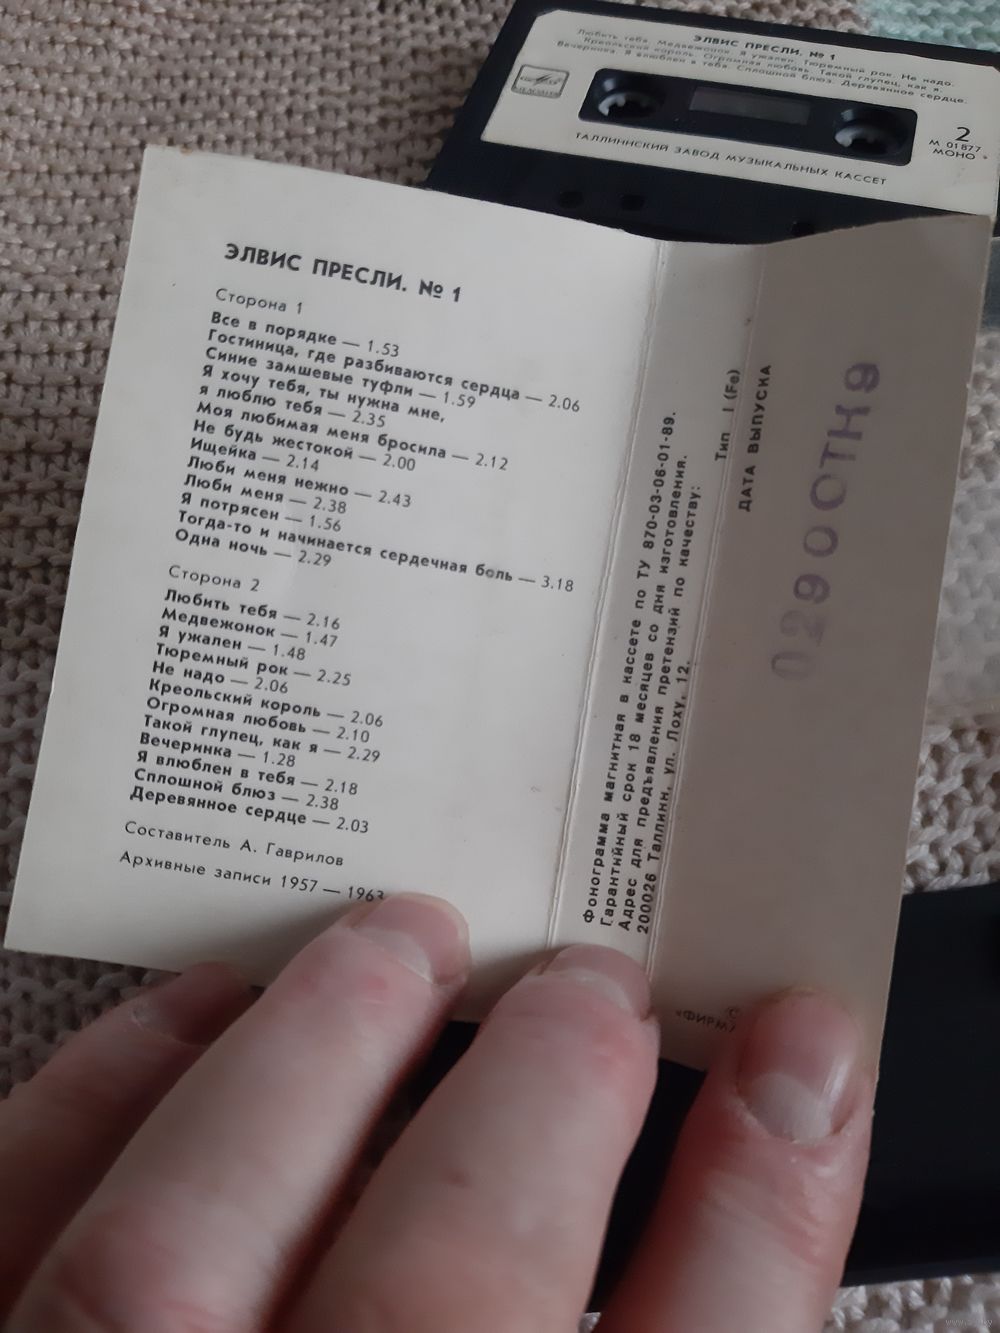 ЭЛВИС ПРЕСЛИ. № 1
Любить тебя. Медвежонок. Я ужален. Тюремный рок. Не надо.
Креольский король. Огромная любовь. Такой глупец, как я.
Вечеринка. Я влюблен в тебя. Сплошной блюз. Деревянное сердце.
2
М 01877
МОНО
ТАЛЛИННСКИЙ ЗАВОД МУЗЫКАЛЬНЫХ КАССЕТ
ЭЛВИС ПРЕСЛИ. № 1
Сторона 1
Все в порядке — 1.53
Гостиница, где разбиваются сердца — 2.06
Синие замшевые туфли — 1.59
Я хочу тебя, ты нужна мне,
я люблю тебя — 2.35
Моя любимая меня бросила — 2.12
Не будь жестокой — 2.00
Ищейка — 2.14
Люби меня нежно — 2.43
Люби меня — 2.38
Я потрясен — 1.56
Тогда-то и начинается сердечная боль — 3.18
Одна ночь — 2.29
Сторона 2
Любить тебя — 2.16
Медвежонок — 1.47
Я ужален — 1.48
Тюремный рок — 2.25
Не надо — 2.06
Креольский король — 2.06
Огромная любовь — 2.10
Такой глупец, как я — 2.29
Вечеринка — 1.28
Я влюблен в тебя — 2.18
Сплошной блюз — 2.38
Деревянное сердце — 2.03
Составитель А. Гаврилов
Архивные записи 1957 — 1963
Фонограмма магнитная в кассете по ТУ 870-03-06-01-89.
Гарантийный срок 18 месяцев со дня изготовления.
Адрес для предъявления претензий по качеству:
200026 Таллинн, ул. Лоху, 12.
Тип I (Fe)
ДАТА ВЫПУСКА
0290ОТН9
«ФИРМ